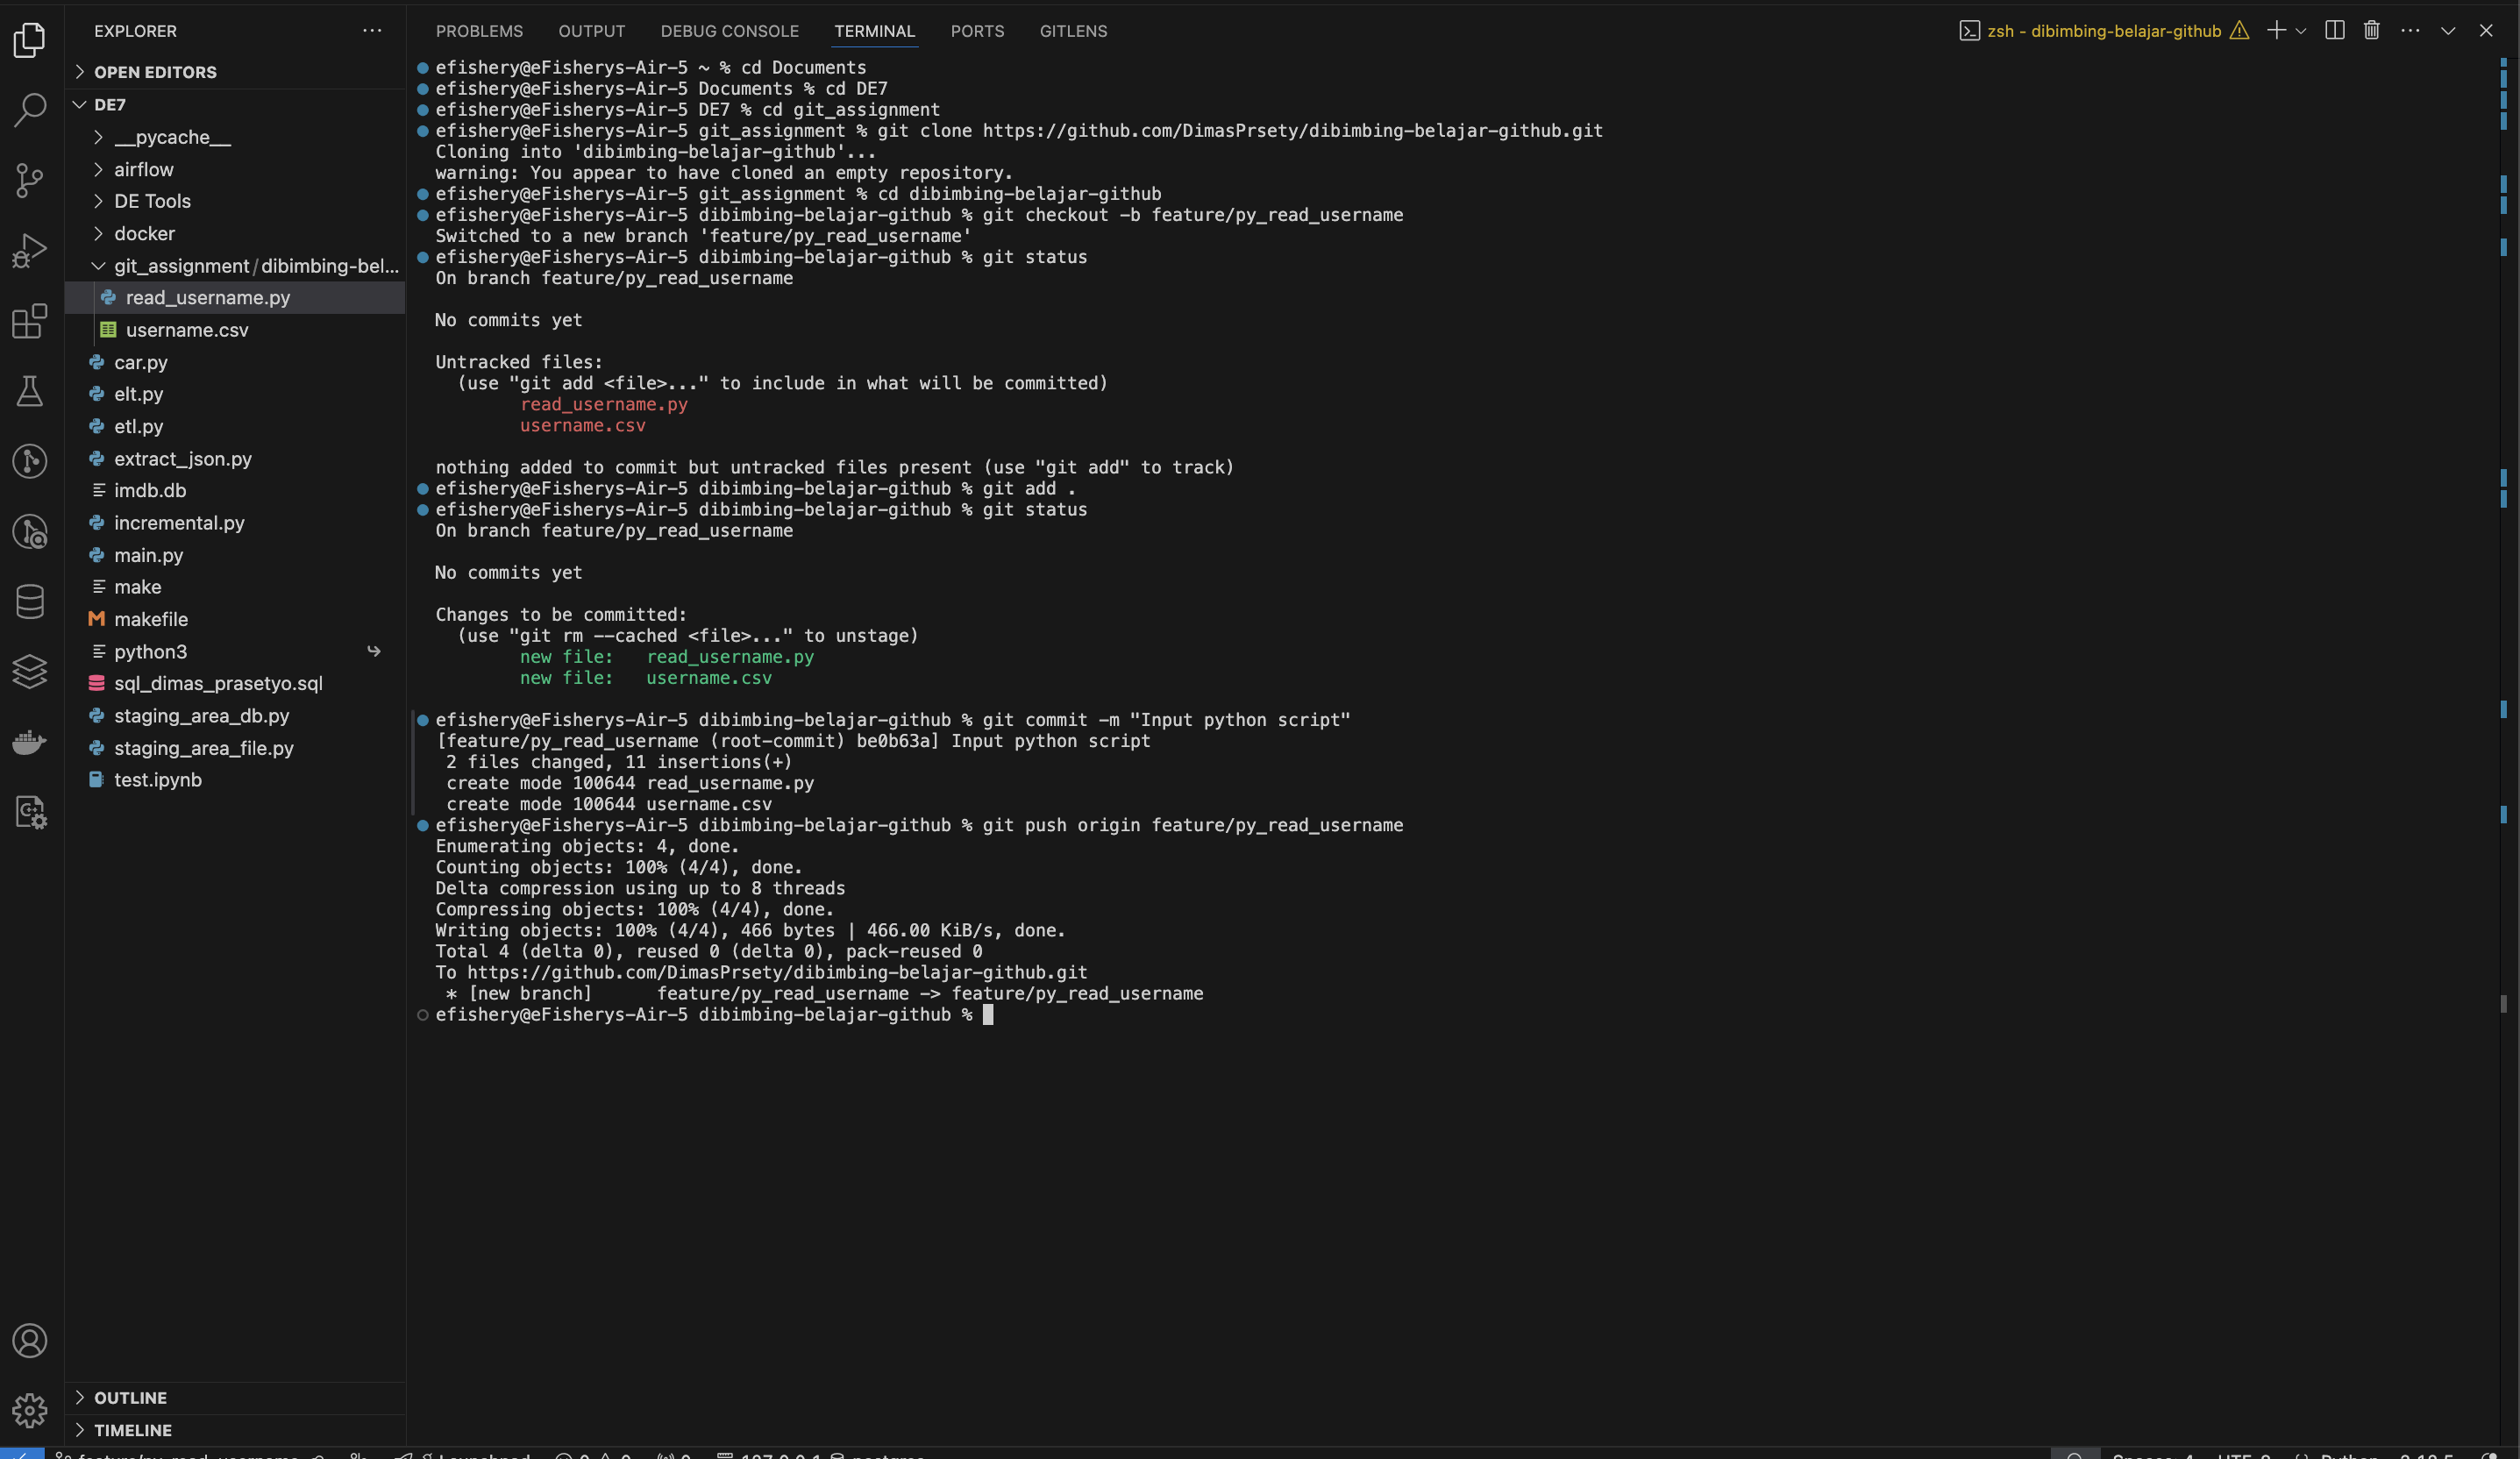 EXPLORER
OPEN EDITORS
DE7
__pycache__
airflow
DE Tools
docker
git_assignment/dibimbing-bel...
read_username.py
username.csv
car.py
elt.py
etl.py
extract_json.py
imdb.db
incremental.py
main.py
make
makefile
python3
sql_dimas_prasetyo.sql
staging_area_db.py
staging_area_file.py
test.ipynb
OUTLINE
TIMELINE
PROBLEMS OUTPUT DEBUG CONSOLE TERMINAL PORTS GITLENS
zsh - dibimbing-belajar-github
efishery@eFisherys-Air-5 ~ % cd Documents
efishery@eFisherys-Air-5 Documents % cd DE7
efishery@eFisherys-Air-5 DE7 % cd git_assignment
efishery@eFisherys-Air-5 git_assignment % git clone https://github.com/DimasPrsety/dibimbing-belajar-github.git
Cloning into 'dibimbing-belajar-github'...
warning: You appear to have cloned an empty repository.
efishery@eFisherys-Air-5 git_assignment % cd dibimbing-belajar-github
efishery@eFisherys-Air-5 dibimbing-belajar-github % git checkout -b feature/py_read_username
Switched to a new branch 'feature/py_read_username'
efishery@eFisherys-Air-5 dibimbing-belajar-github % git status
On branch feature/py_read_username
No commits yet
Untracked files:
(use "git add <file>..." to include in what will be committed)
read_username.py
username.csv
nothing added to commit but untracked files present (use "git add" to track)
efishery@eFisherys-Air-5 dibimbing-belajar-github % git add .
efishery@eFisherys-Air-5 dibimbing-belajar-github % git status
On branch feature/py_read_username
No commits yet
Changes to be committed:
(use "git rm --cached <file>..." to unstage)
new file:   read_username.py
new file:   username.csv
efishery@eFisherys-Air-5 dibimbing-belajar-github % git commit -m "Input python script"
[feature/py_read_username (root-commit) be0b63a] Input python script
2 files changed, 11 insertions(+)
create mode 100644 read_username.py
create mode 100644 username.csv
efishery@eFisherys-Air-5 dibimbing-belajar-github % git push origin feature/py_read_username
Enumerating objects: 4, done.
Counting objects: 100% (4/4), done.
Delta compression using up to 8 threads
Compressing objects: 100% (4/4), done.
Writing objects: 100% (4/4), 466 bytes | 466.00 KiB/s, done.
Total 4 (delta 0), reused 0 (delta 0), pack-reused 0
To https://github.com/DimasPrsety/dibimbing-belajar-github.git
* [new branch]      feature/py_read_username -> feature/py_read_username
efishery@eFisherys-Air-5 dibimbing-belajar-github %